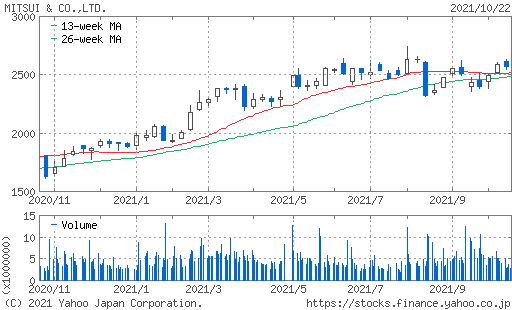 MITSUI & CO.,LTD. 2021/10/22
3000
13-week MA
26-week MA
2500
2000
1500
2020/11 2021/1 2021/3 2021/5 2021/7 2021/9
15
Volume
10
5
0
(x1000000)
2020/11 2021/1 2021/3 2021/5 2021/7 2021/9
(C) 2021 Yahoo Japan Corporation. https://stocks.finance.yahoo.co.jp/